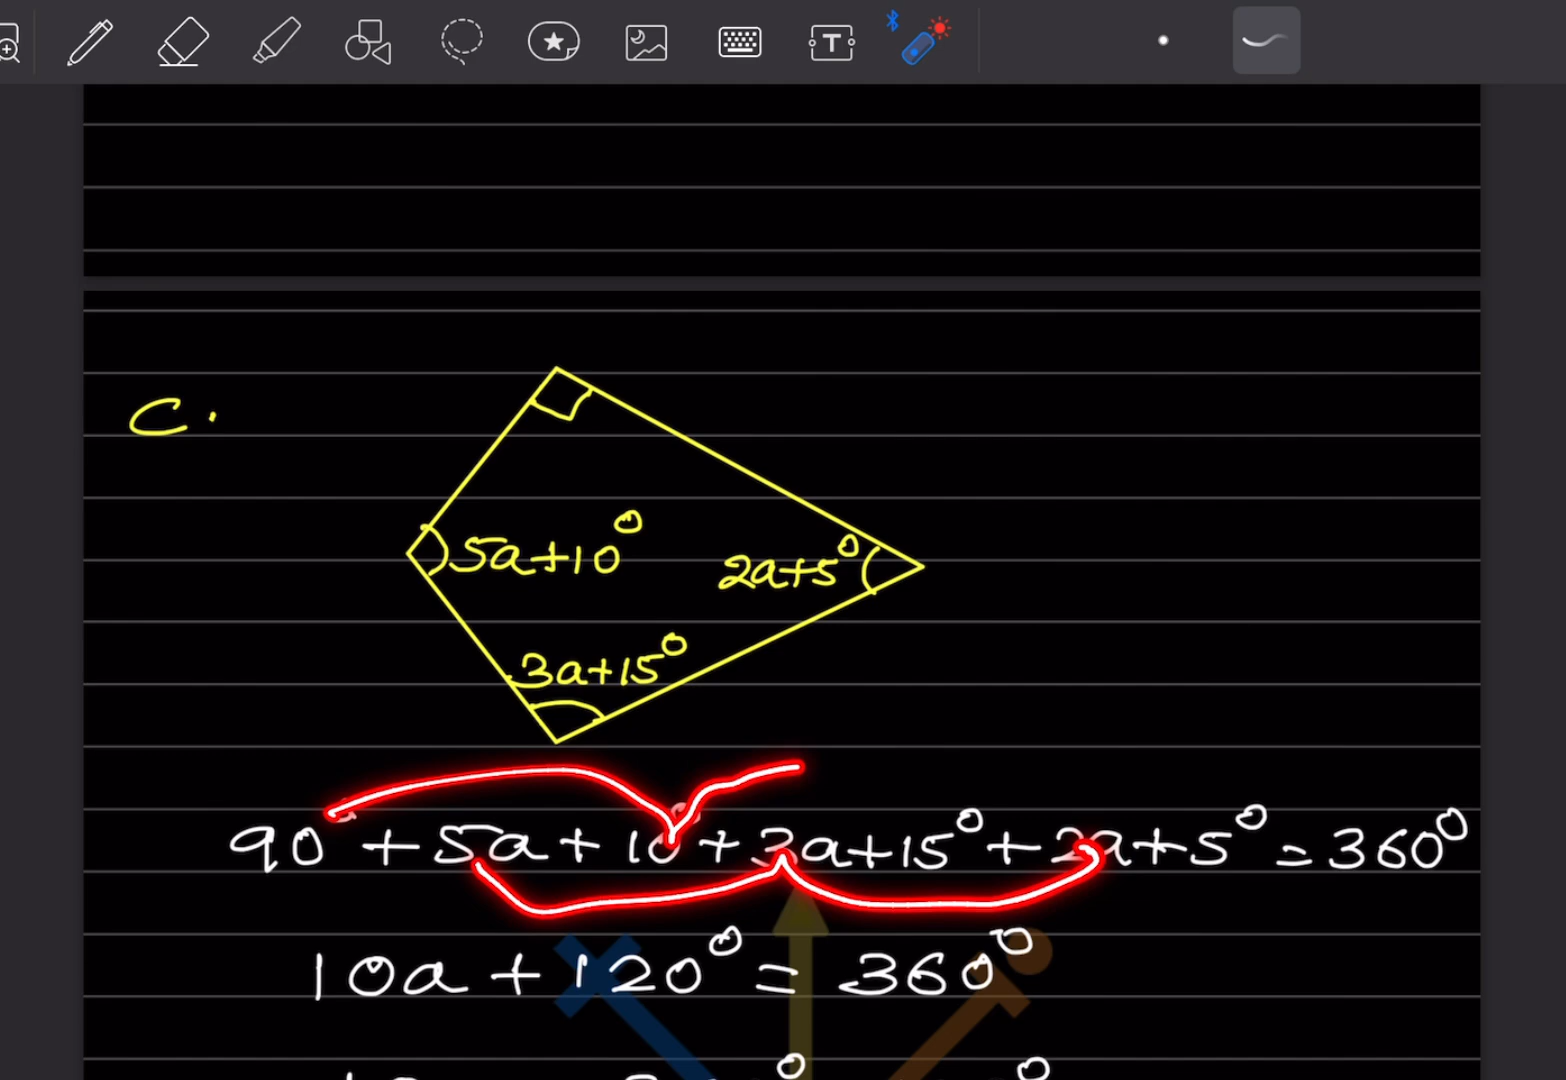 C.
5a+10°
2a+5°
3a+15°
90° + 5a + 10° + 3a+15° + 2a+5° = 360°
10a + 120° = 360°